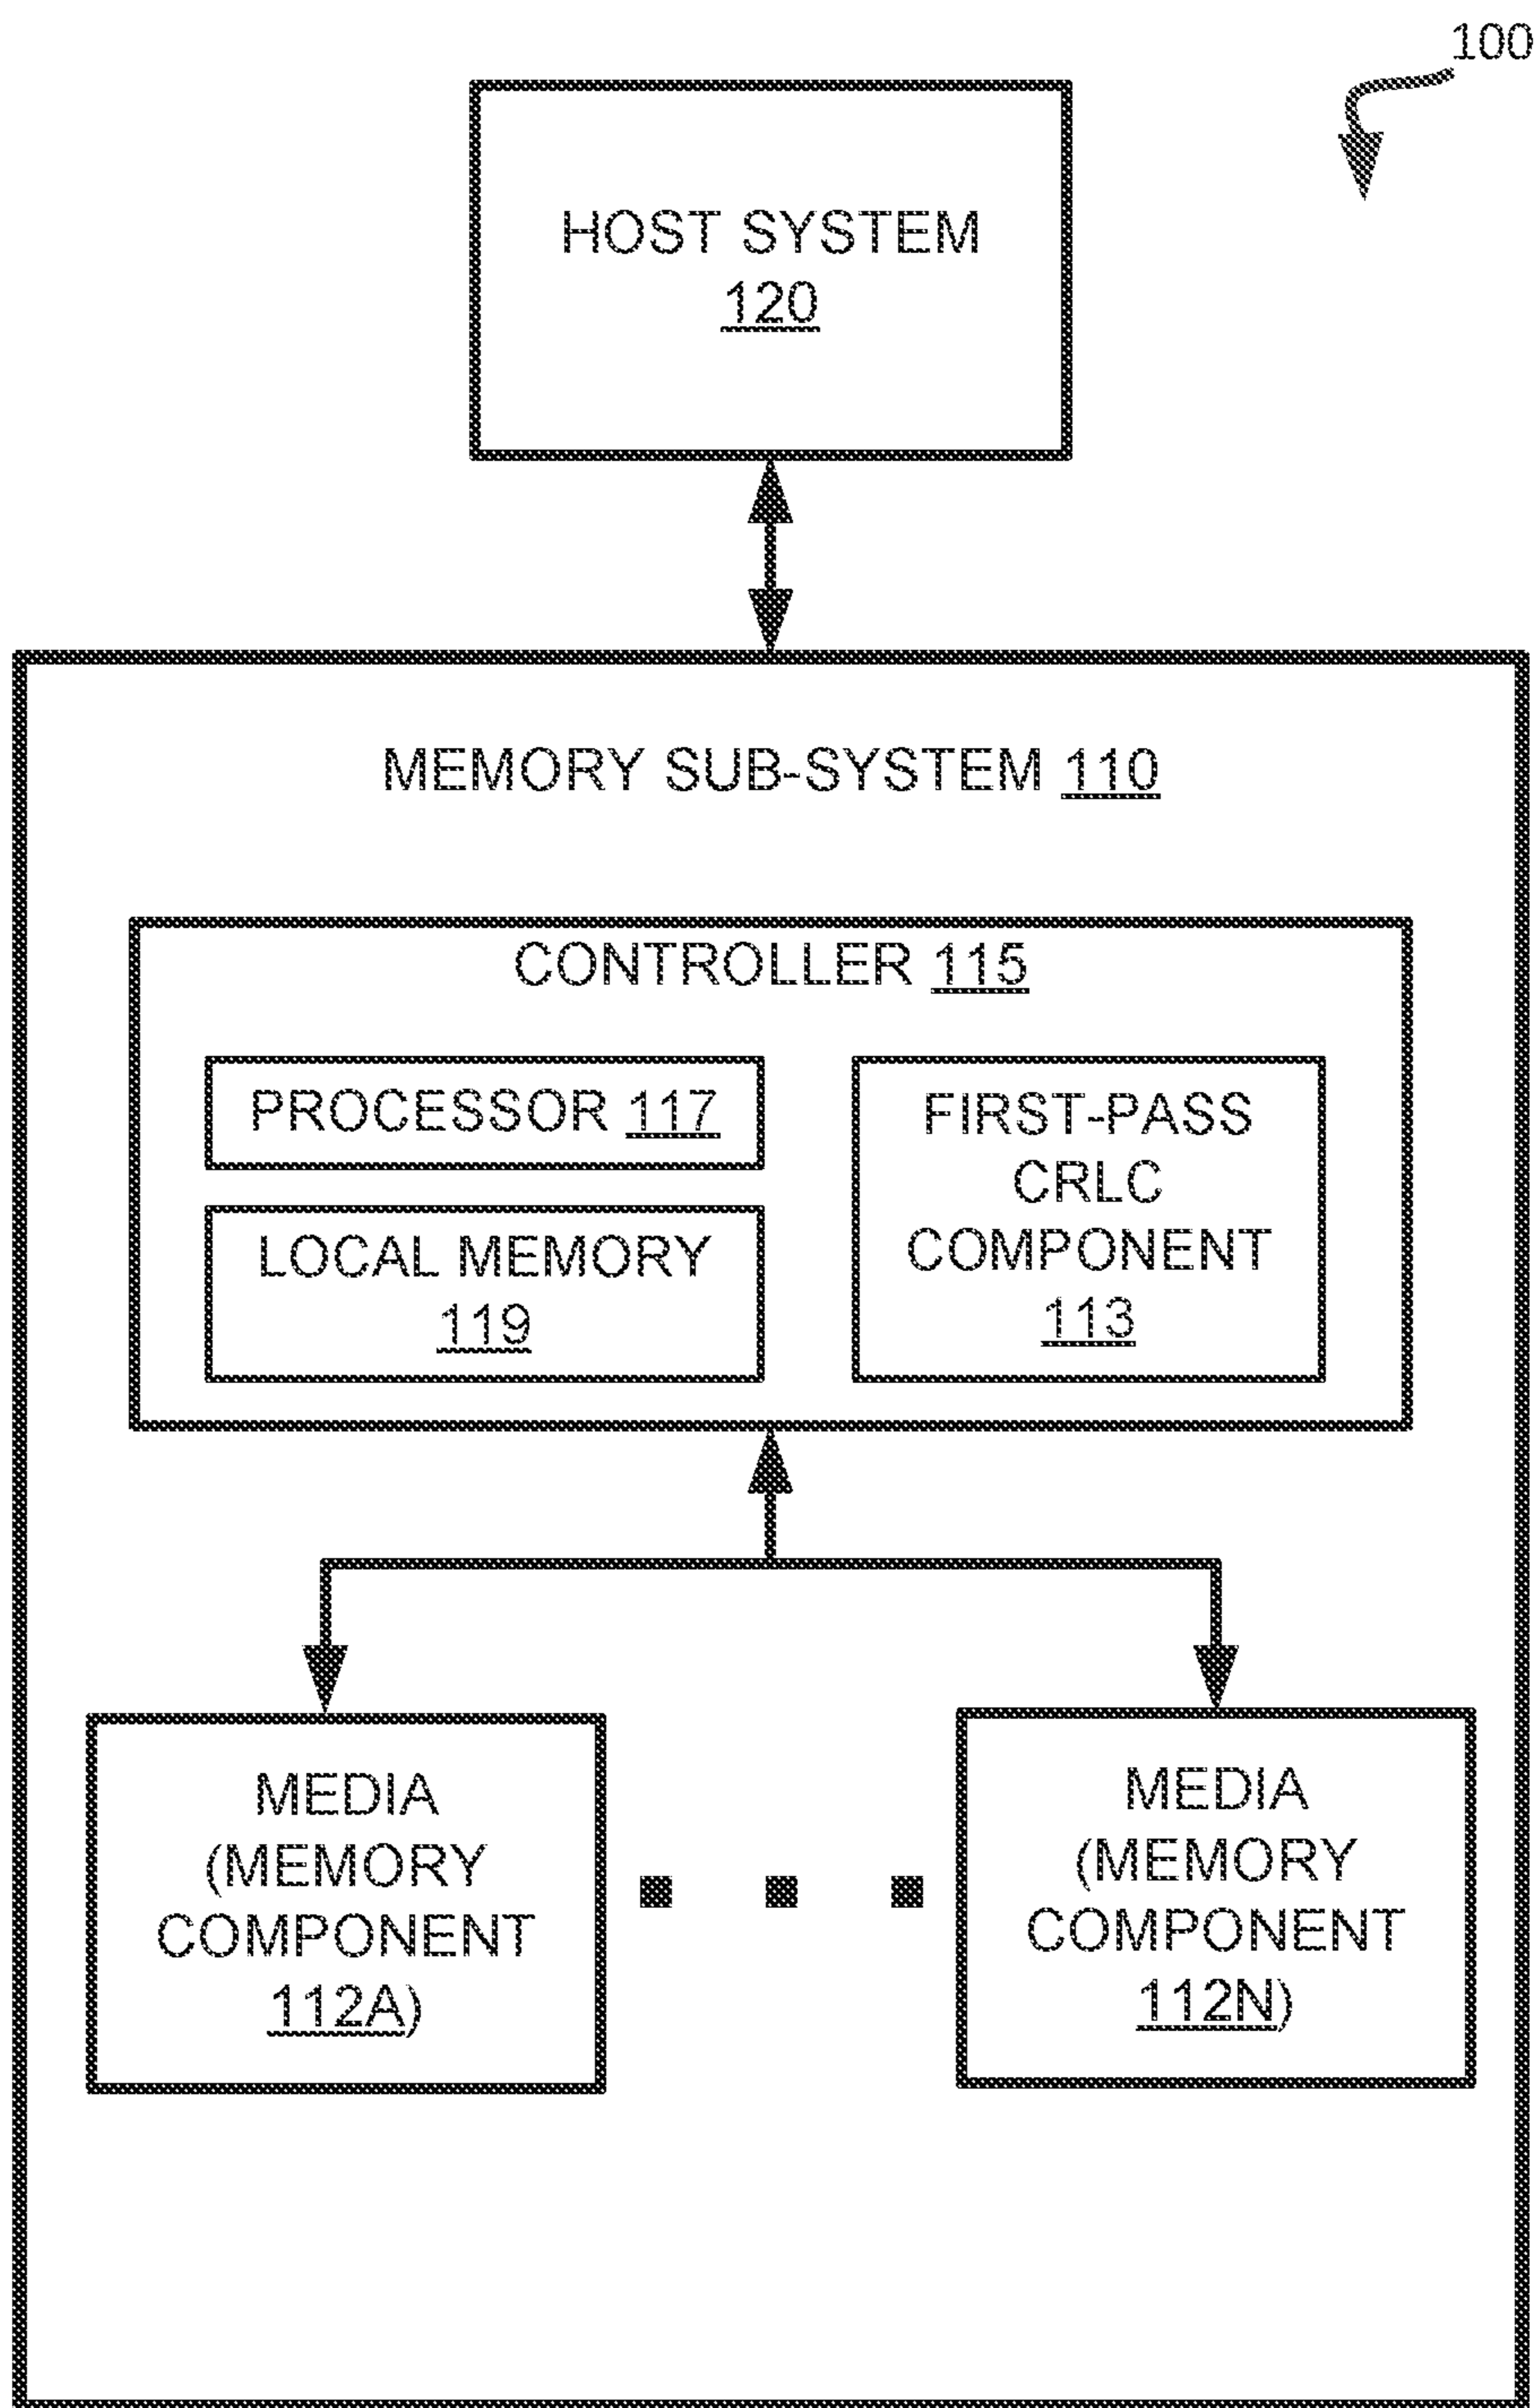 100
HOST SYSTEM
120
MEMORY SUB-SYSTEM 110
CONTROLLER 115
PROCESSOR 117
LOCAL MEMORY
119
FIRST-PASS
CRLC
COMPONENT
113
MEDIA
(MEMORY
COMPONENT
112A)
MEDIA
(MEMORY
COMPONENT
112N)